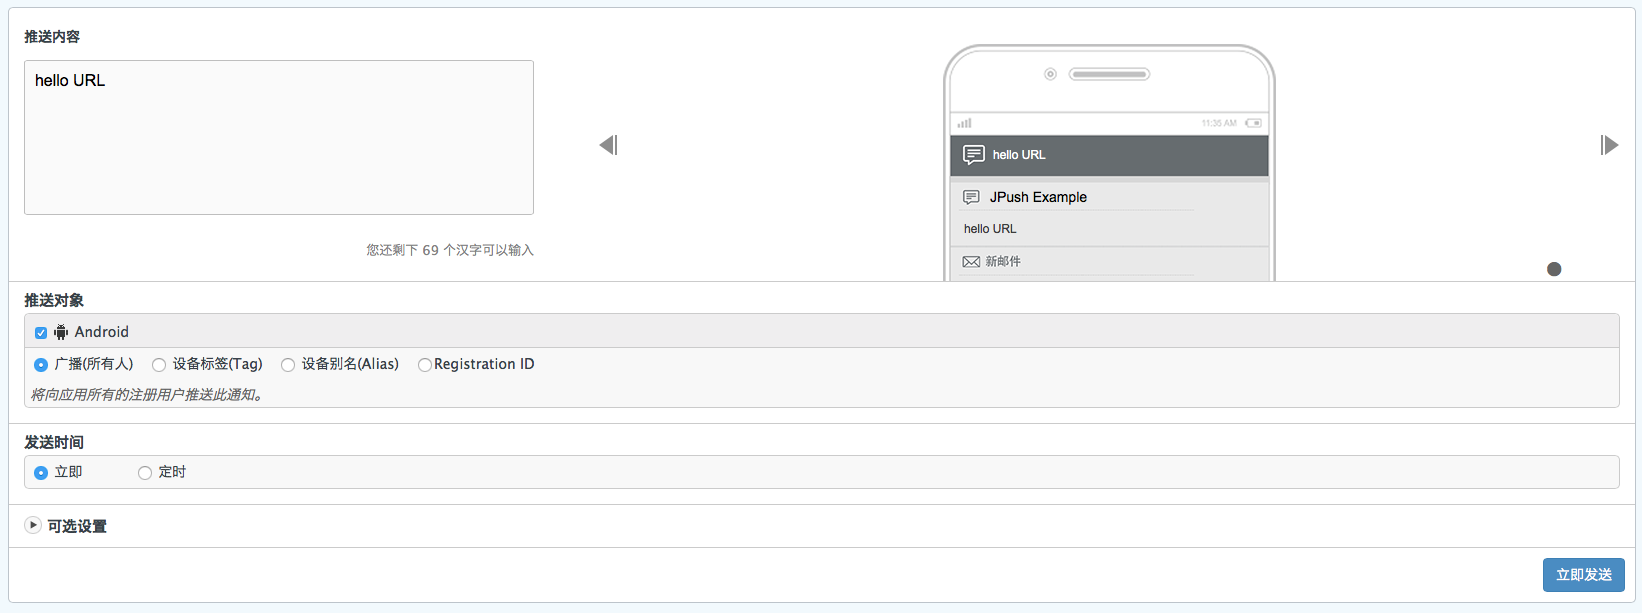 推送内容
hello URL
您还剩下 69 个汉字可以输入
11:35 AM
hello URL
JPush Example
hello URL
新邮件
推送对象
Android
广播(所有人) 设备标签(Tag) 设备别名(Alias) Registration ID
将向应用所有的注册用户推送此通知。
发送时间
立即 定时
可选设置
立即发送